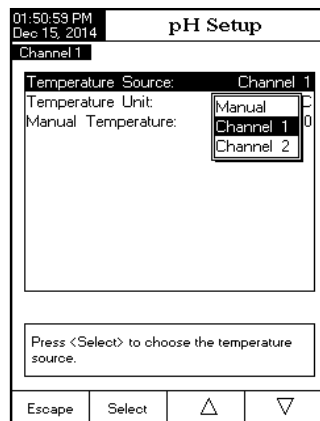 01:50:59 PM
Dec 15, 2014
pH Setup
Channel 1
Temperature Source: Channel 1
Temperature Unit: C
Manual Temperature: 0
Manual
Channel 1
Channel 2
Press <Select> to choose the temperature
source.
Escape Select